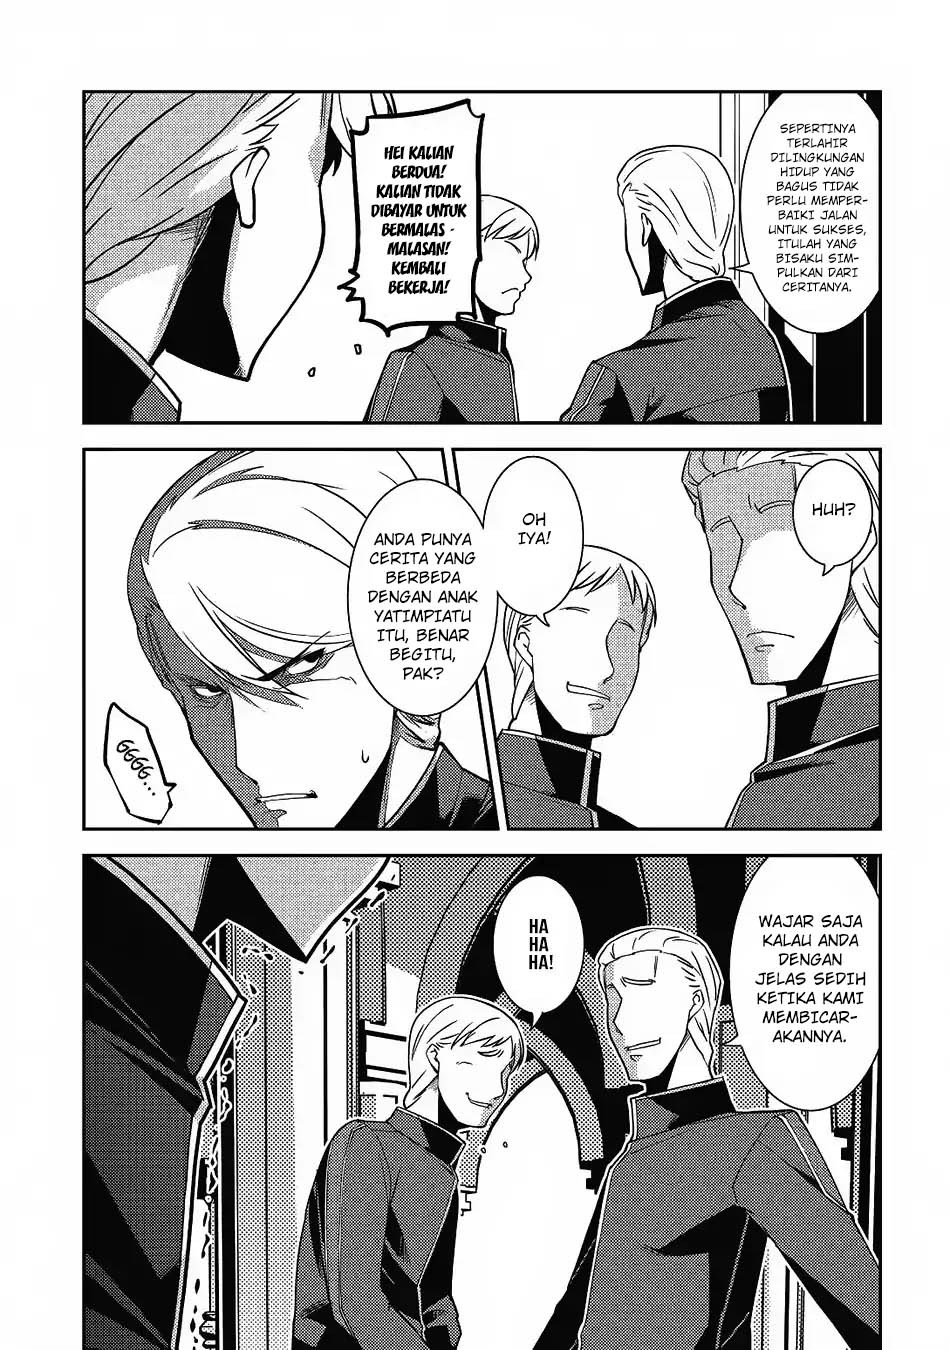 SEPERTINYA
TERLAHIR
DILINGKUNGAN
HIDUP YANG
BAGUS TIDAK
PERLU MEMPER-
BAIKI JALAN
UNTUK SUKSES,
ITULAH YANG
BISAKU SIM-
PULKAN DARI
CERITANYA.
HEI KALIAN
BERDUA!
KALIAN TIDAK
DIBAYAR UNTUK
BERMALAS -
MALASAN!
KEMBALI
BEKERJA!
HUH?
OH
IYA!
ANDA PUNYA
CERITA YANG
BERBEDA
DENGAN ANAK
YATIMPIATU
ITU, BENAR
BEGITU,
PAK?
GGGG...
WAJAR SAJA
KALAU ANDA
DENGAN
JELAS SEDIH
KETIKA KAMI
MEMBICAR-
AKANNYA.
HA
HA
HA!